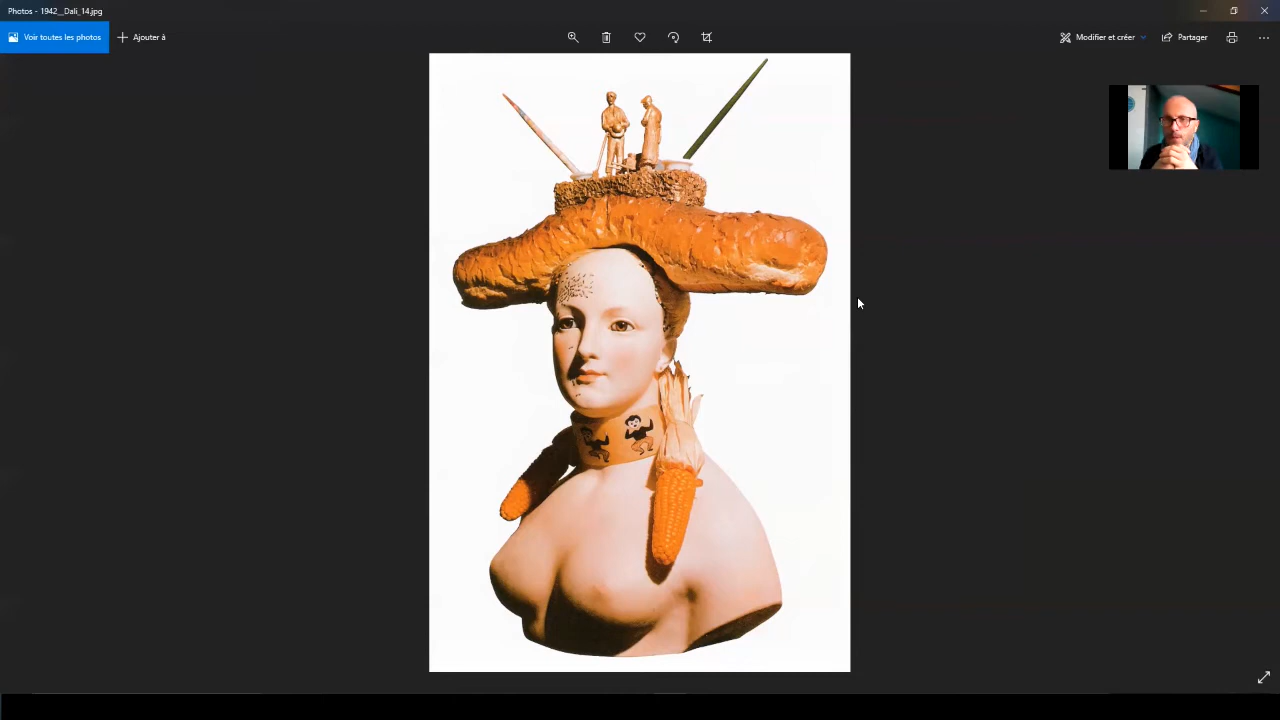 Photos - 1942__Dali_14.jpg
Voir toutes les photos
Ajouter à
Modifier et créer
Partager